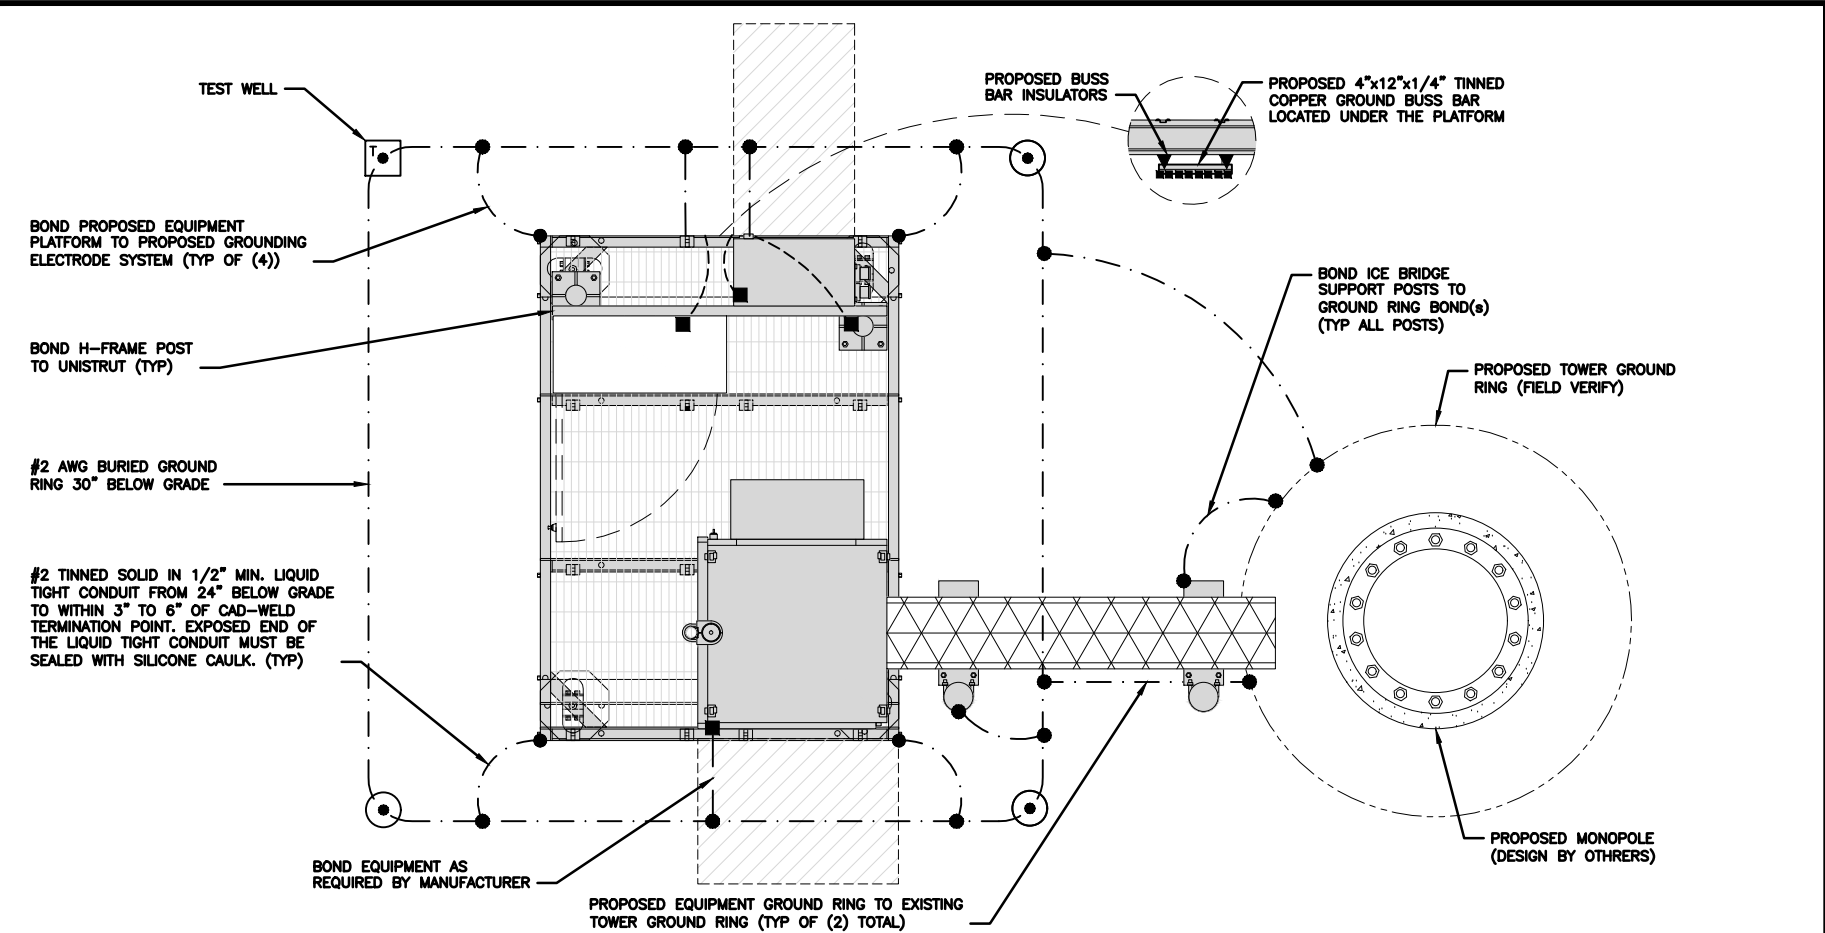 TEST WELL
PROPOSED BUSS
BAR INSULATORS
PROPOSED 4"x12"x1/4" TINNED
COPPER GROUND BUSS BAR
LOCATED UNDER THE PLATFORM
T
BOND PROPOSED EQUIPMENT
PLATFORM TO PROPOSED GROUNDING
ELECTRODE SYSTEM (TYP OF (4))
BOND ICE BRIDGE
SUPPORT POSTS TO
GROUND RING BOND(s)
(TYP ALL POSTS)
BOND H-FRAME POST
TO UNISTRUT (TYP)
PROPOSED TOWER GROUND
RING (FIELD VERIFY)
#2 AWG BURIED GROUND
RING 30" BELOW GRADE
#2 TINNED SOLID IN 1/2" MIN. LIQUID
TIGHT CONDUIT FROM 24" BELOW GRADE
TO WITHIN 3" TO 6" OF CAD-WELD
TERMINATION POINT. EXPOSED END OF
THE LIQUID TIGHT CONDUIT MUST BE
SEALED WITH SILICONE CAULK. (TYP)
PROPOSED MONOPOLE
(DESIGN BY OTHRERS)
BOND EQUIPMENT AS
REQUIRED BY MANUFACTURER
PROPOSED EQUIPMENT GROUND RING TO EXISTING
TOWER GROUND RING (TYP OF (2) TOTAL)